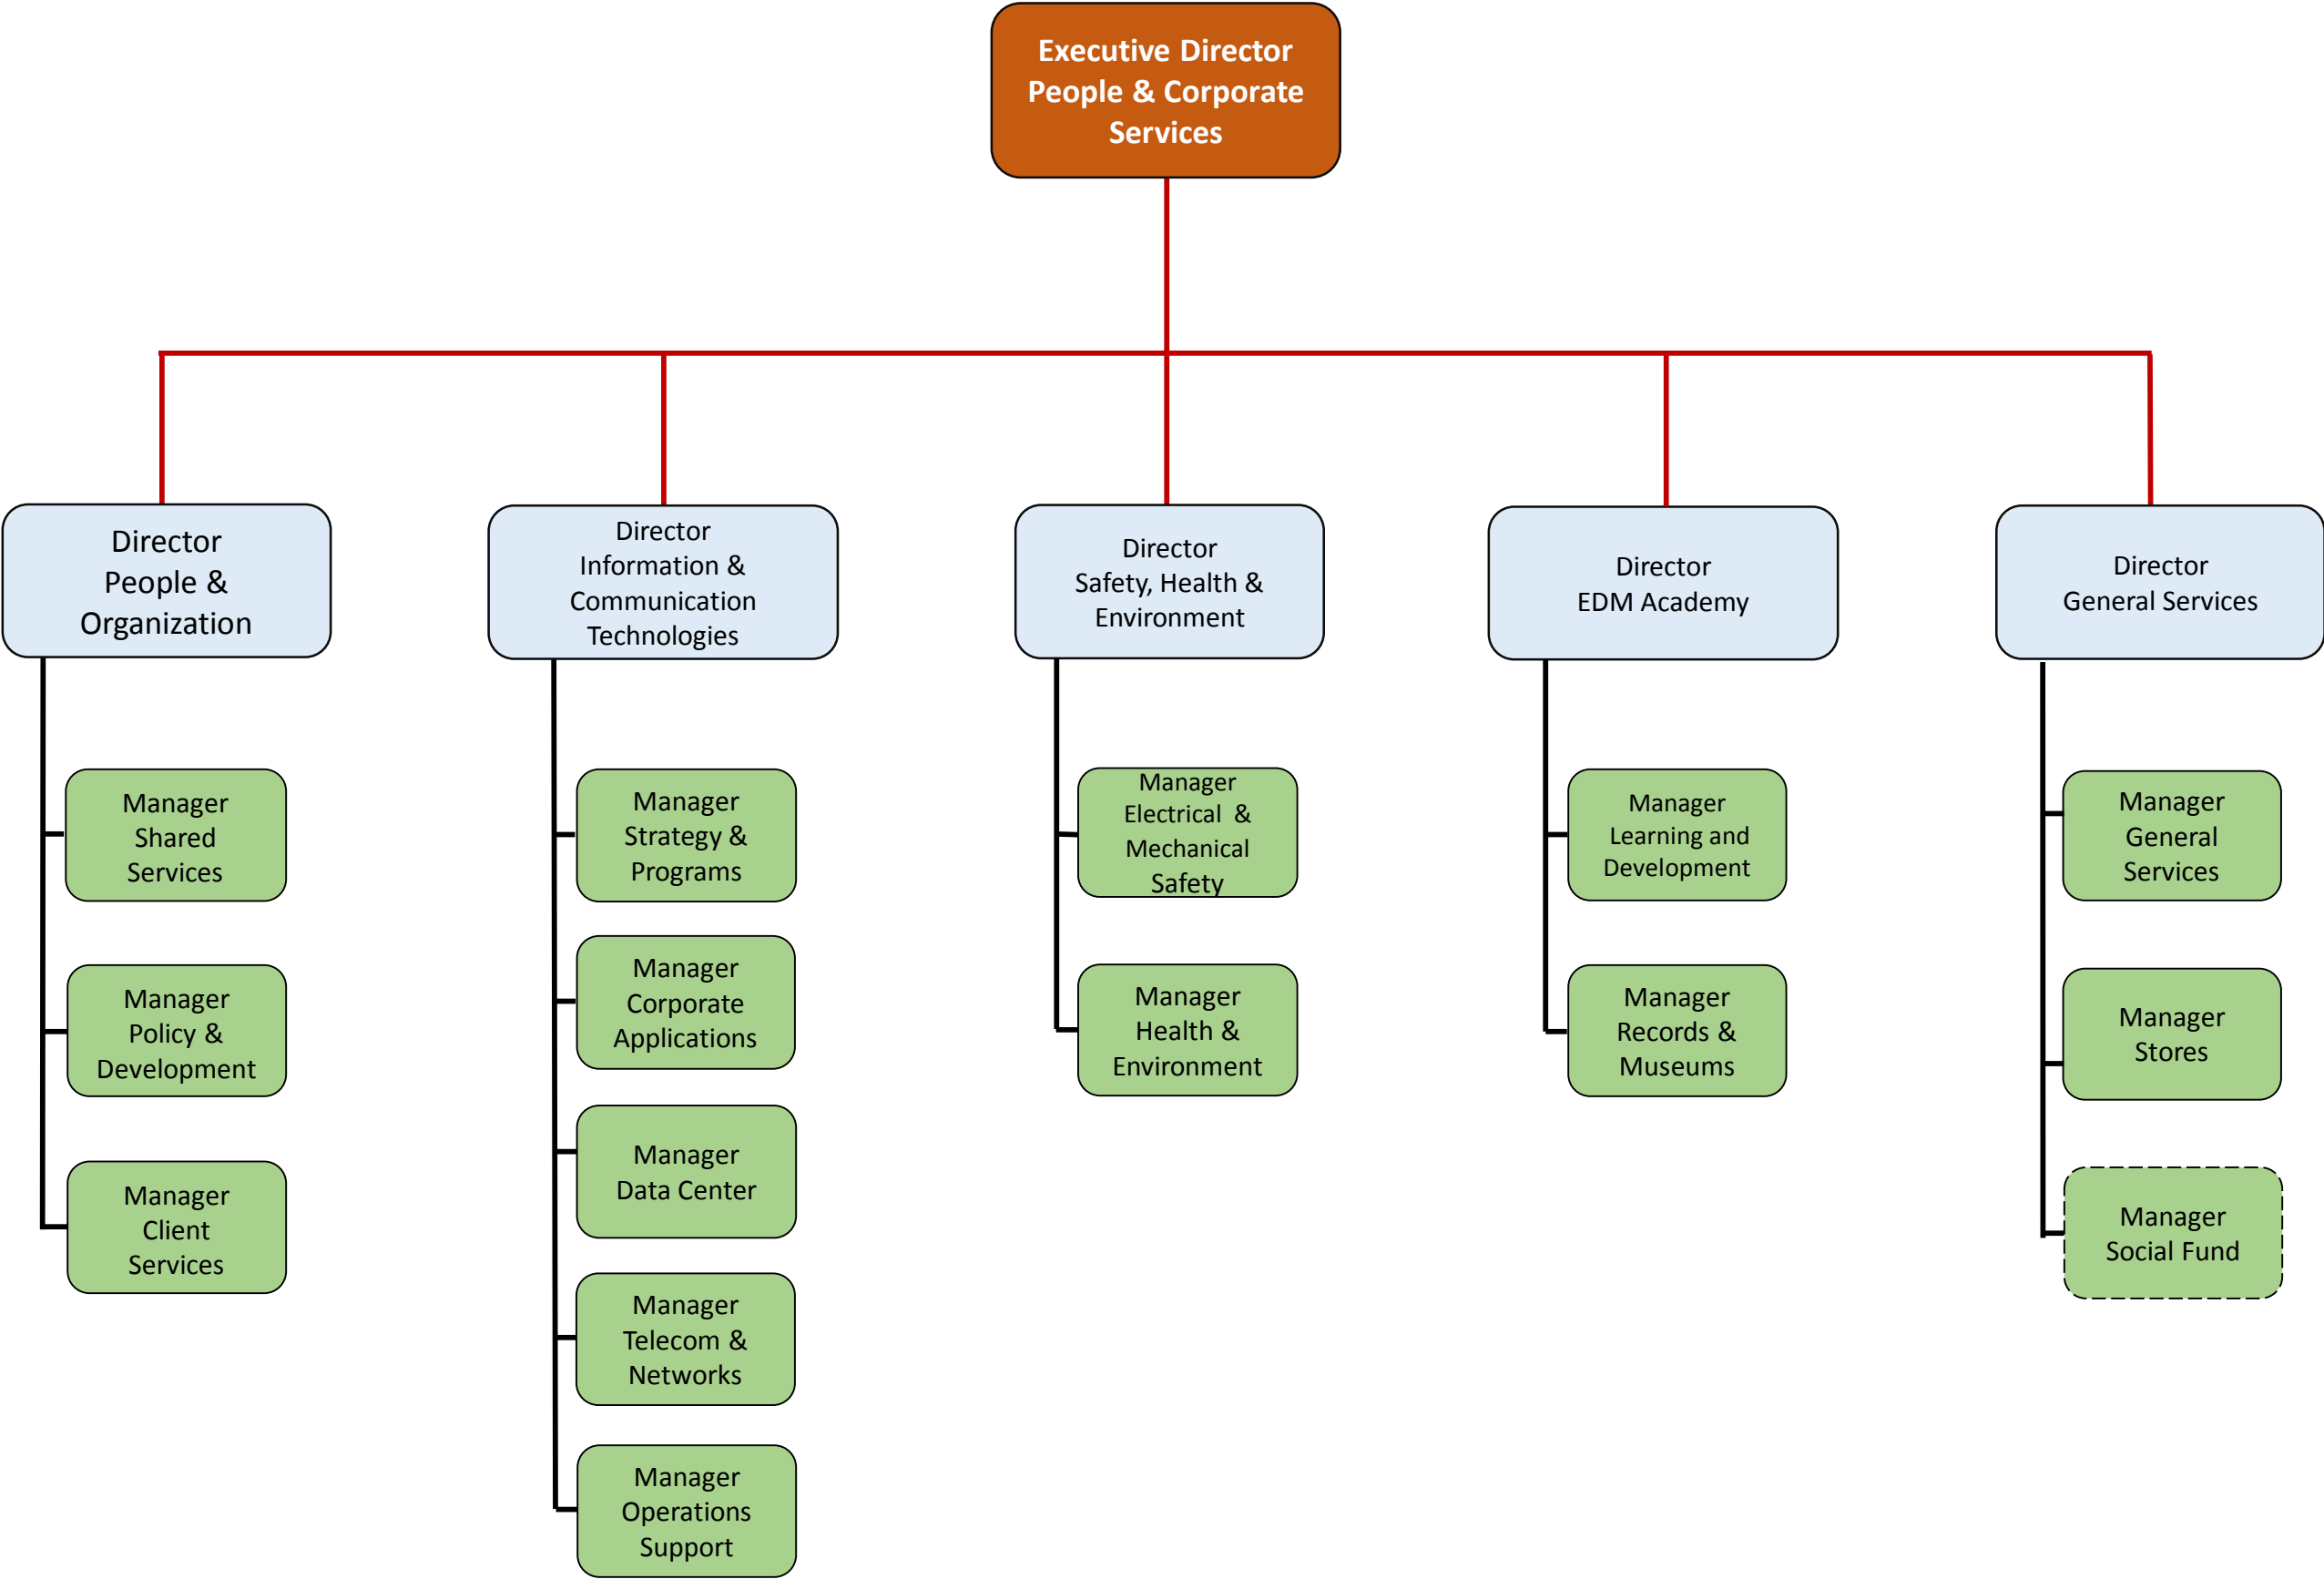 Executive Director
People & Corporate
Services
Director
People &
Organization
Director
Information &
Communication
Technologies
Director
Safety, Health &
Environment
Director
EDM Academy
Director
General Services
Manager
Shared
Services
Manager
Policy &
Development
Manager
Client
Services
Manager
Strategy &
Programs
Manager
Corporate
Applications
Manager
Data Center
Manager
Telecom &
Networks
Manager
Operations
Support
Manager
Electrical &
Mechanical
Safety
Manager
Health &
Environment
Manager
Learning and
Development
Manager
Records &
Museums
Manager
General
Services
Manager
Stores
Manager
Social Fund